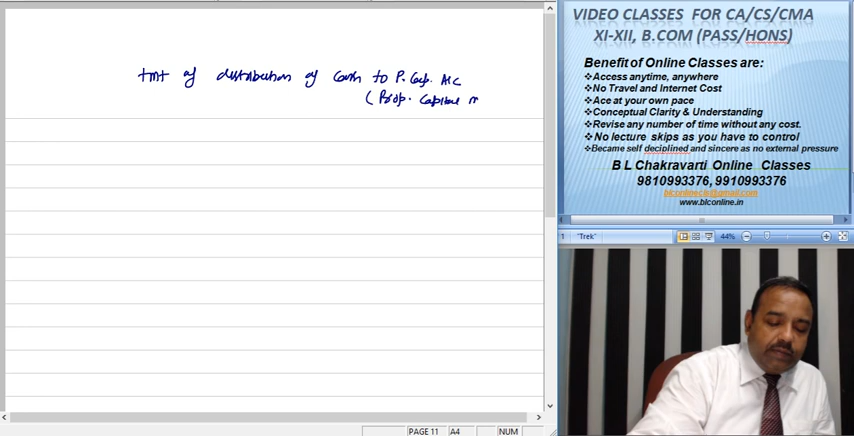 tmt of distribution of Cash to P. Cap. A/C
(Prop. Capital m
PAGE 11 A4 NUM
VIDEO CLASSES FOR CA/CS/CMA
XI-XII, B.COM (PASS/HONS)
Benefit of Online Classes are:
❖Access anytime, anywhere
❖No Travel and Internet Cost
❖Ace at your own pace
❖Conceptual Clarity & Understanding
❖Revise any number of time without any cost.
❖No lecture skips as you have to control
❖Became self deciplined and sincere as no external pressure
B L Chakravarti Online Classes
9810993376, 9910993376
blconlinecls@gmail.com
www.blconline.in
1 "Trek" 44%